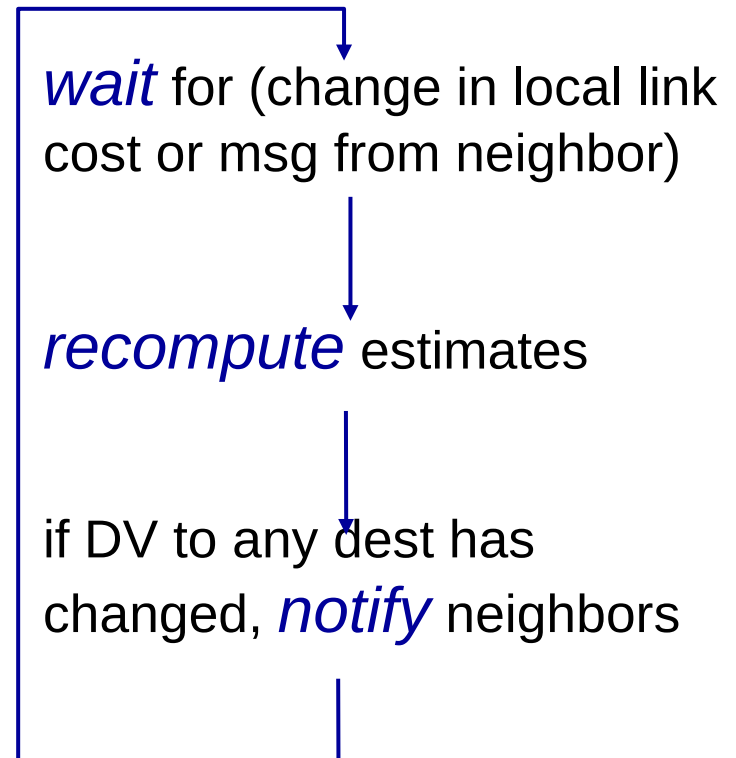 wait for (change in local link
cost or msg from neighbor)
recompute estimates
if DV to any dest has
changed, notify neighbors